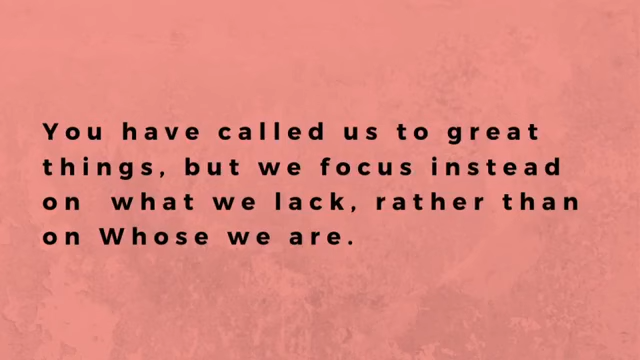 You have called us to great
things, but we focus instead
on what we lack, rather than
on Whose we are.